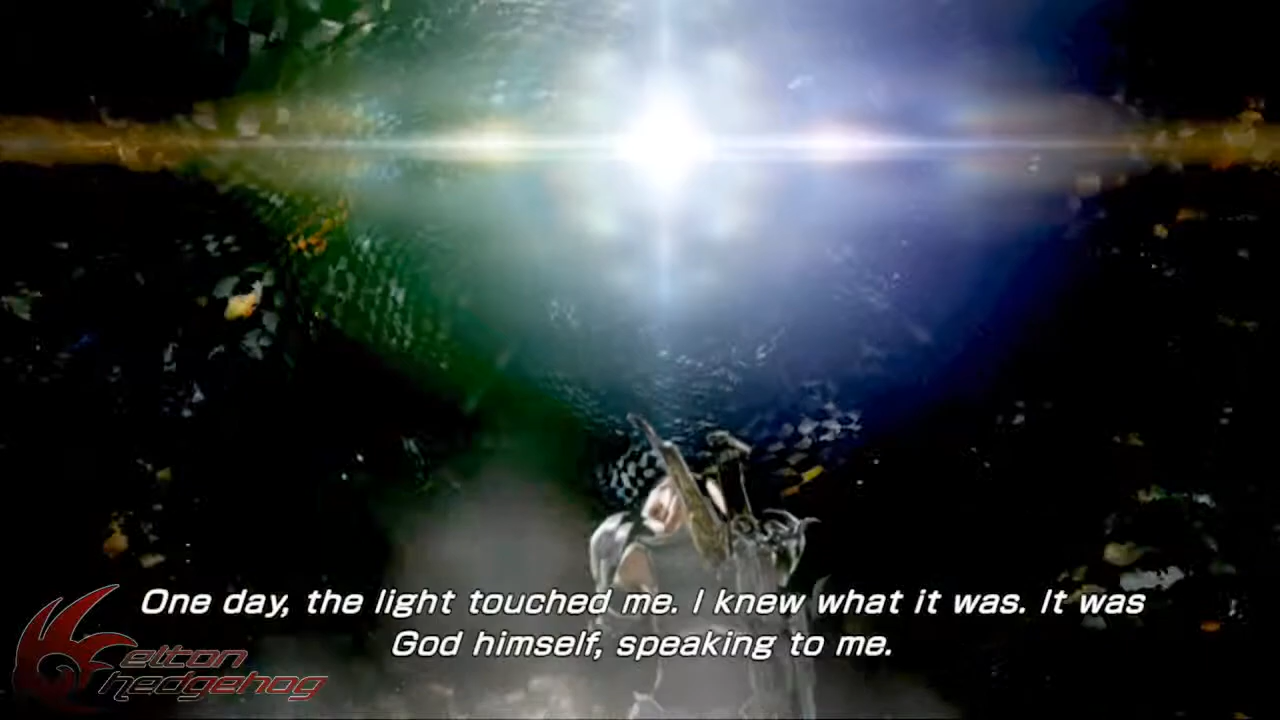 One day, the light touched me. I knew what it was. It was
God himself, speaking to me.
elton
hedgehog